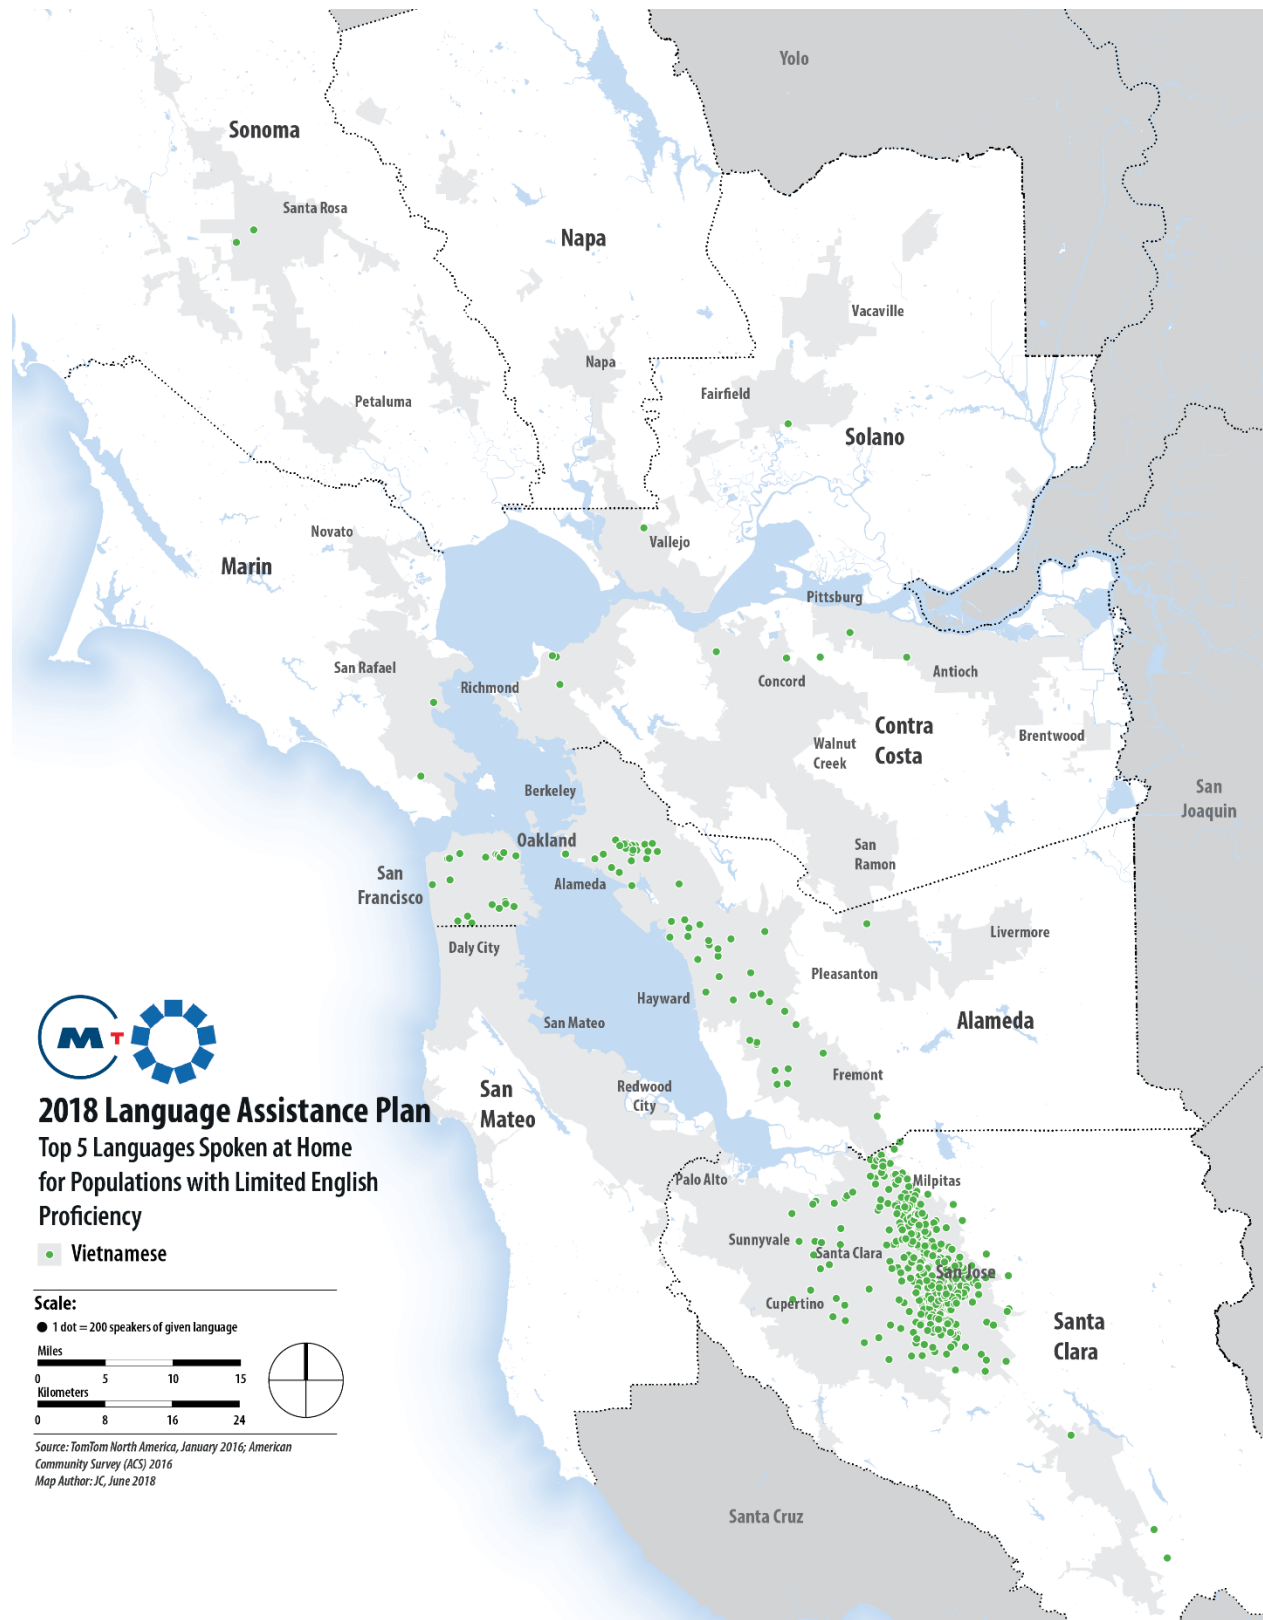 Yolo
Sonoma
Santa Rosa
Napa
Vacaville
Napa
Fairfield
Petaluma
Solano
Novato
Vallejo
Marin
Pittsburg
San Rafael
Richmond
Concord
Antioch
Contra
Costa
Walnut
Creek
Brentwood
San
Joaquin
Berkeley
Oakland
San
Ramon
San
Francisco
Alameda
Livermore
Daly City
Pleasanton
Hayward
San Mateo
Alameda
Fremont
Redwood
City
San
Mateo
Palo Alto
Milpitas
Sunnyvale
Santa Clara
San Jose
Cupertino
Santa
Clara
Santa Cruz
M T
2018 Language Assistance Plan
Top 5 Languages Spoken at Home
for Populations with Limited English
Proficiency
Vietnamese
Scale:
1 dot = 200 speakers of given language
Miles
0 5 10 15
Kilometers
0 8 16 24
Source: TomTom North America, January 2016; American
Community Survey (ACS) 2016
Map Author: JC, June 2018